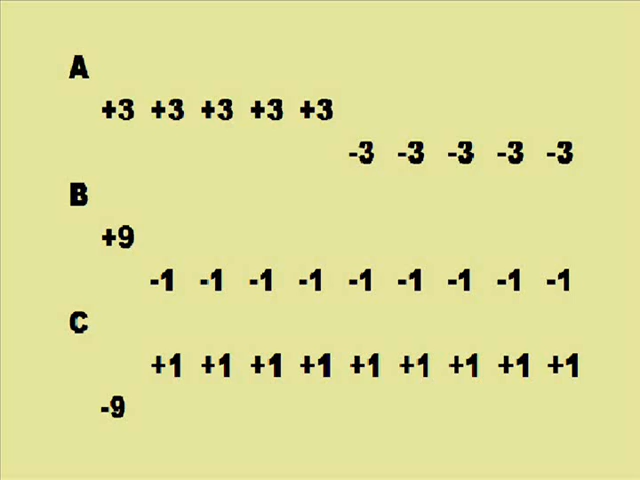 A
+3 +3 +3 +3 +3
-3 -3 -3 -3 -3
B
+9
-1 -1 -1 -1 -1 -1 -1 -1 -1
C
+1 +1 +1 +1 +1 +1 +1 +1 +1
-9